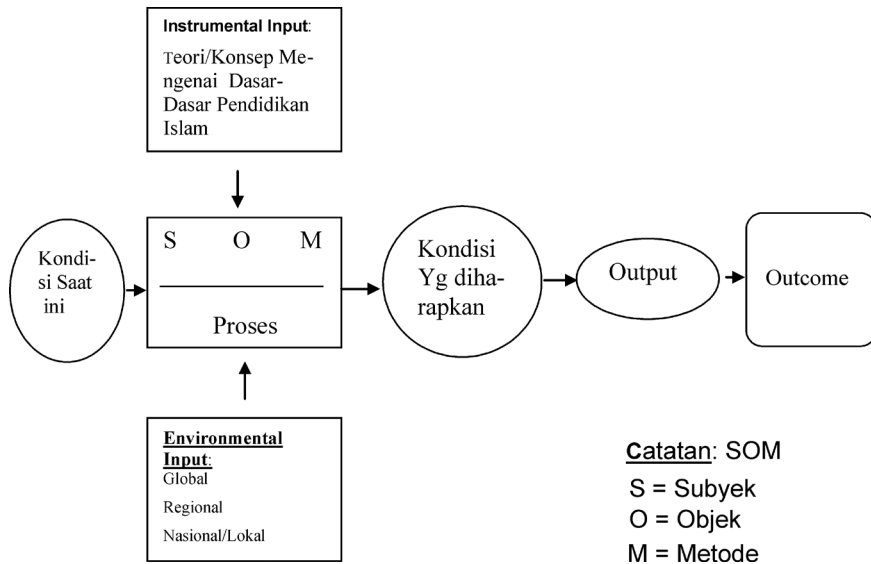 Instrumental Input:
Teori/Konsep Me-
ngenai Dasar-
Dasar Pendidikan
Islam
Kondi-
si Saat
ini
S O M
Proses
Kondisi
Yg diha-
rapkan
Output
Outcome
Environmental
Input:
Global
Regional
Nasional/Lokal
Catatan: SOM
S = Subyek
O = Objek
M = Metode